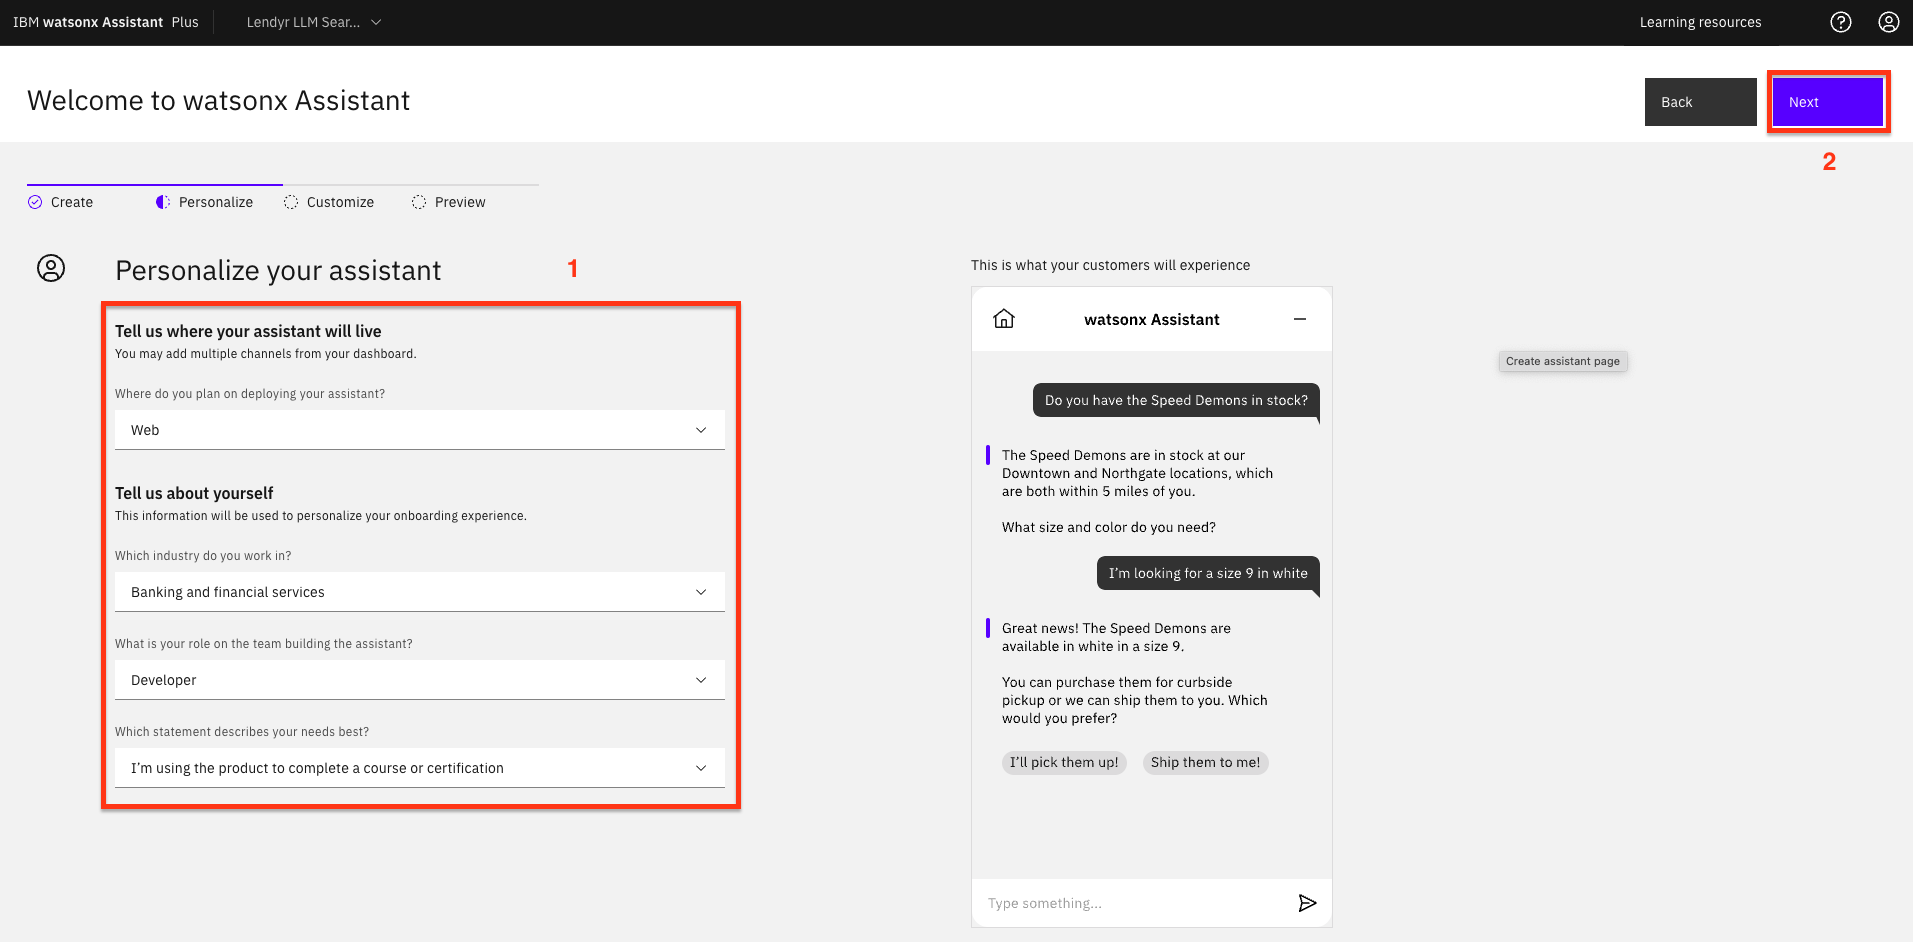 IBM watsonx Assistant Plus
Lendyr LLM Sear...
Learning resources
Welcome to watsonx Assistant
Back
Next
2
Create
Personalize
Customize
Preview
Personalize your assistant
1
Tell us where your assistant will live
You may add multiple channels from your dashboard.
Where do you plan on deploying your assistant?
Web
Tell us about yourself
This information will be used to personalize your onboarding experience.
Which industry do you work in?
Banking and financial services
What is your role on the team building the assistant?
Developer
Which statement describes your needs best?
I'm using the product to complete a course or certification
This is what your customers will experience
watsonx Assistant
Do you have the Speed Demons in stock?
The Speed Demons are in stock at our
Downtown and Northgate locations, which
are both within 5 miles of you.
What size and color do you need?
I'm looking for a size 9 in white
Great news! The Speed Demons are
available in white in a size 9.
You can purchase them for curbside
pickup or we can ship them to you. Which
would you prefer?
I'll pick them up!
Ship them to me!
Type something...
Create assistant page